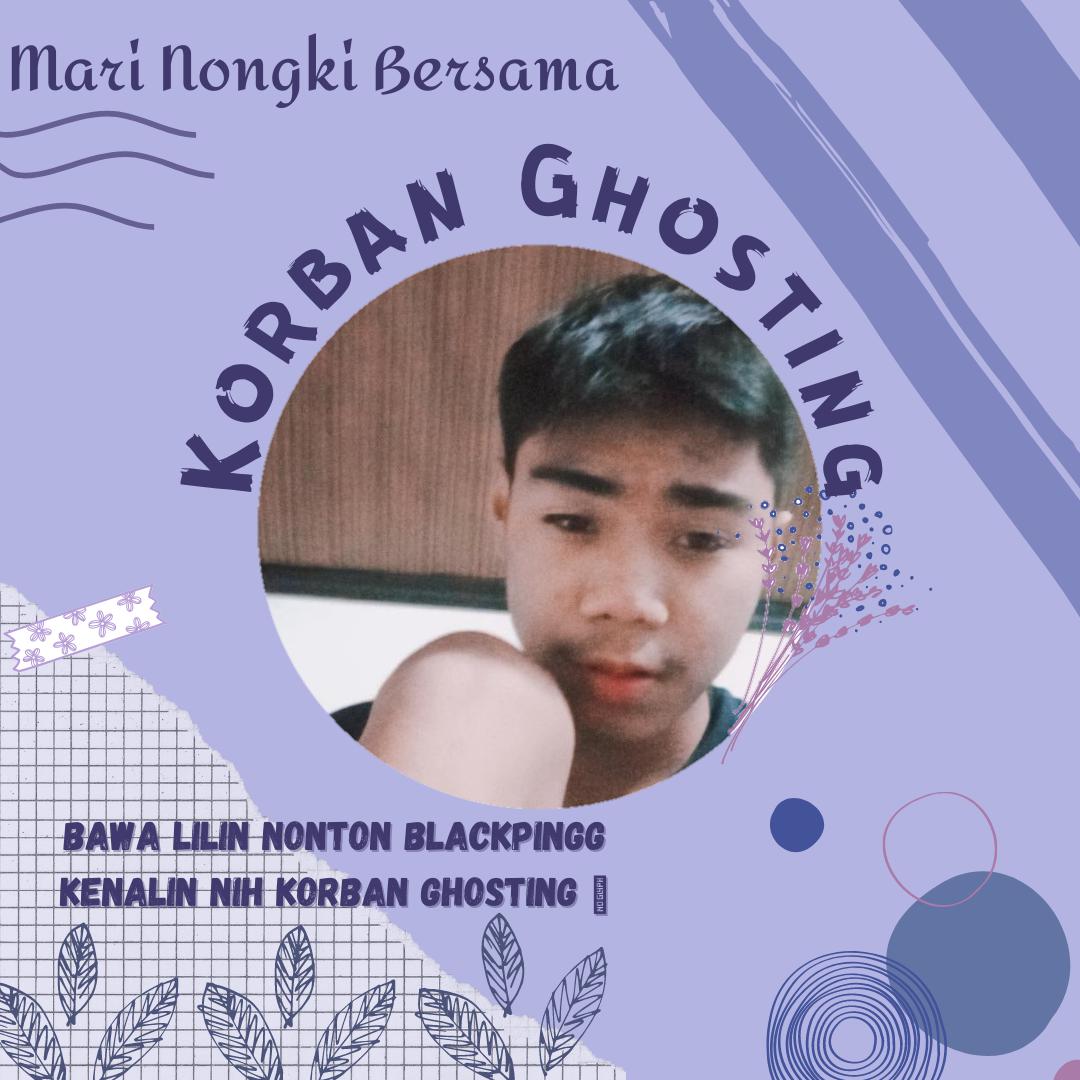 Mari Nongki Bersama
KORBAN GHOSTING
BAWA LILIN NONTON BLACKPINGG
KENALIN NIH KORBAN GHOSTING